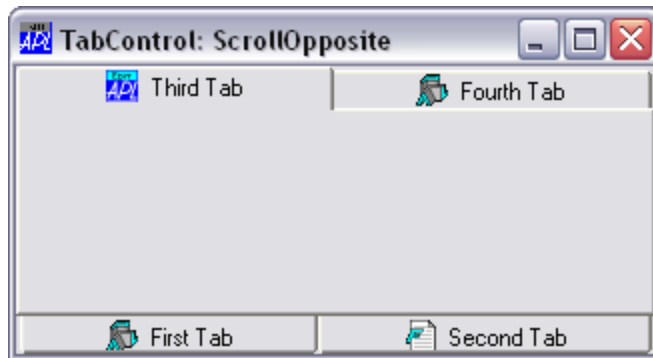 TabControl: ScrollOpposite
Third Tab
Fourth Tab
First Tab
Second Tab